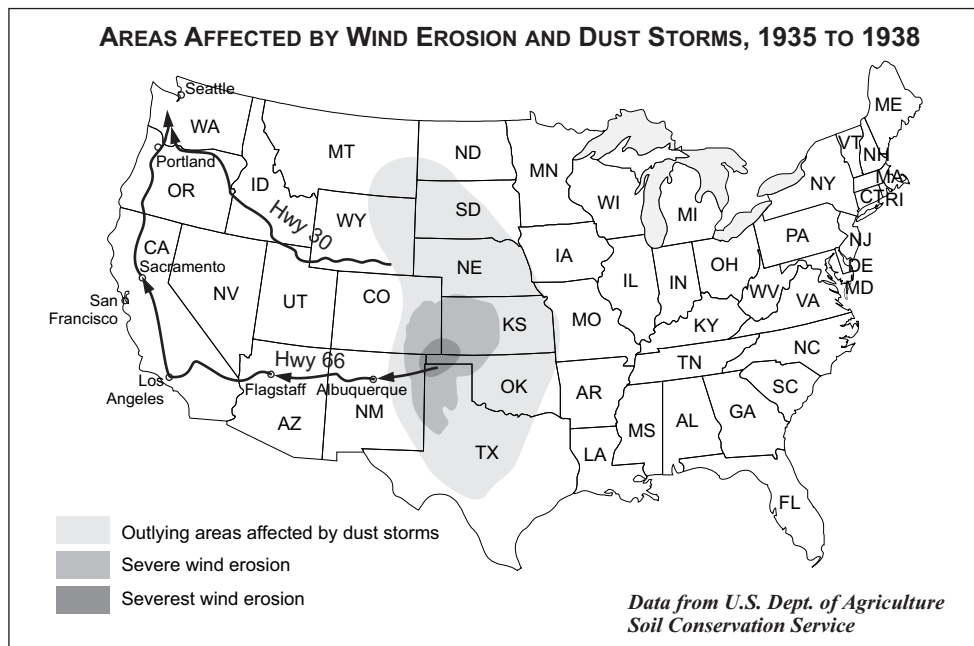 AREAS AFFECTED BY WIND EROSION AND DUST STORMS, 1935 TO 1938
Seattle
WA
Portland
OR
ID
MT
ND
MN
WI
MI
NY
VT
NH
ME
MA
CT
RI
Hwy 30
WY
SD
IA
IL
IN
OH
PA
NJ
DE
MD
CA
Sacramento
San
Francisco
NV
UT
CO
NE
KS
MO
KY
WV
VA
Los
Angeles
Hwy 66
Flagstaff
Albuquerque
AZ
NM
OK
TX
AR
LA
TN
NC
SC
MS
AL
GA
FL
Outlying areas affected by dust storms
Severe wind erosion
Severest wind erosion
Data from U.S. Dept. of Agriculture
Soil Conservation Service